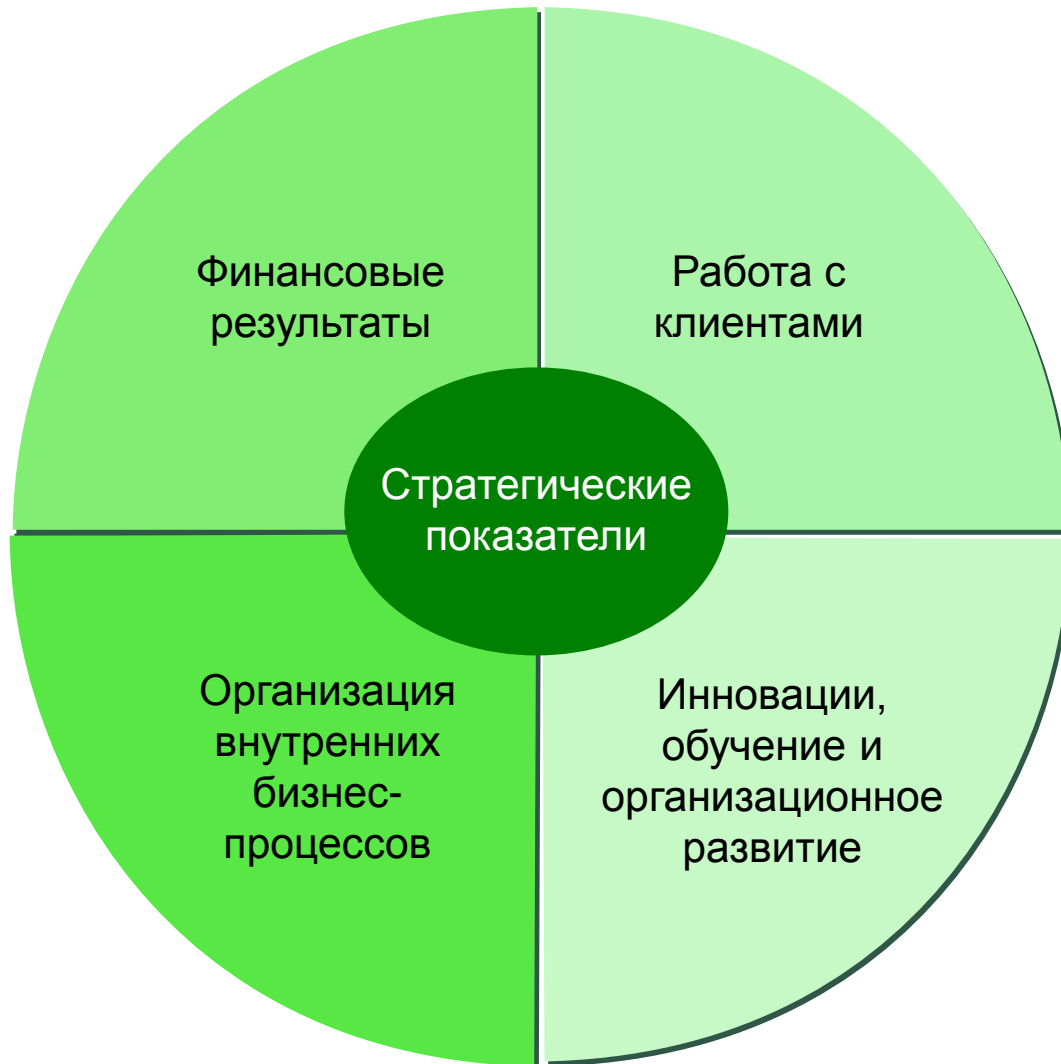 Финансовые
результаты
Работа с
клиентами
Стратегические
показатели
Организация
внутренних
бизнес-
процессов
Инновации,
обучение и
организационное
развитие